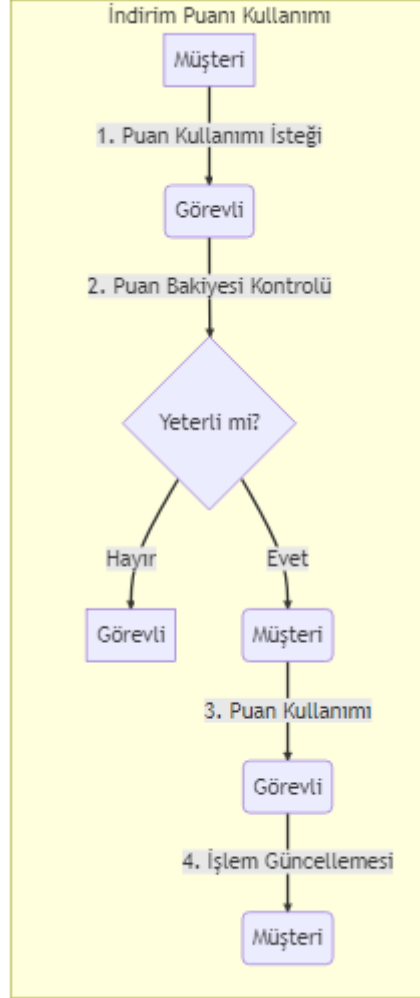 İndirim Puanı Kullanımı
Müşteri
1. Puan Kullanımı İsteği
Görevli
2. Puan Bakiyesi Kontrolü
Yeterli mi?
Hayır
Evet
Görevli
Müşteri
3. Puan Kullanımı
Görevli
4. İşlem Güncellemesi
Müşteri